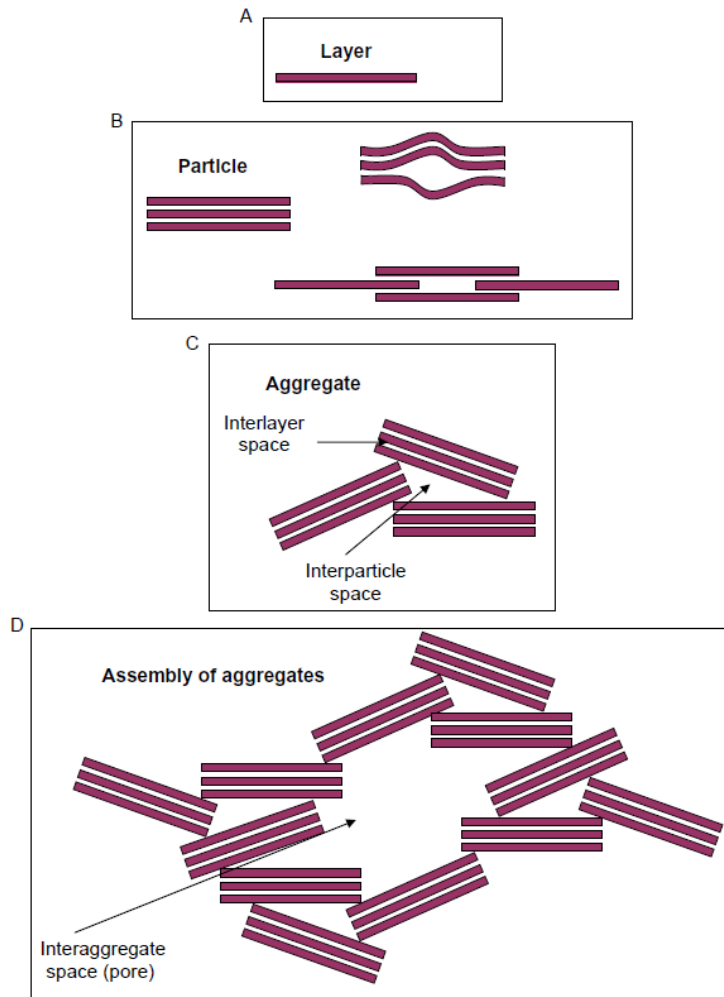 A
Layer
B
Particle
C
Aggregate
Interlayer
space
Interparticle
space
D
Assembly of aggregates
Interaggregate
space (pore)